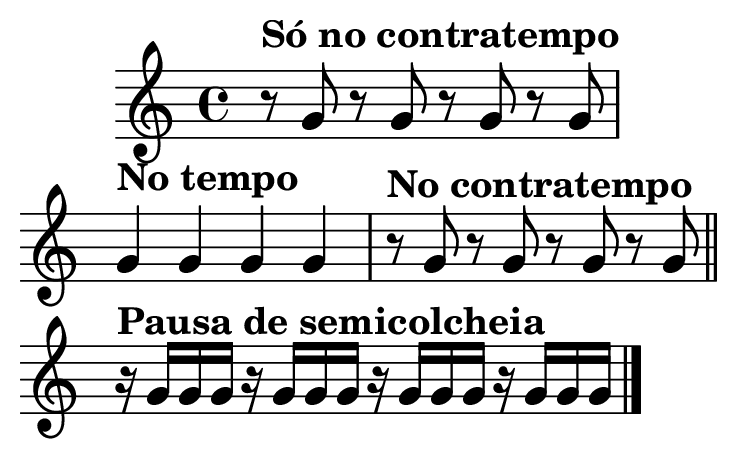 Só no contratempo
No tempo
No contratempo
Pausa de semicolcheia